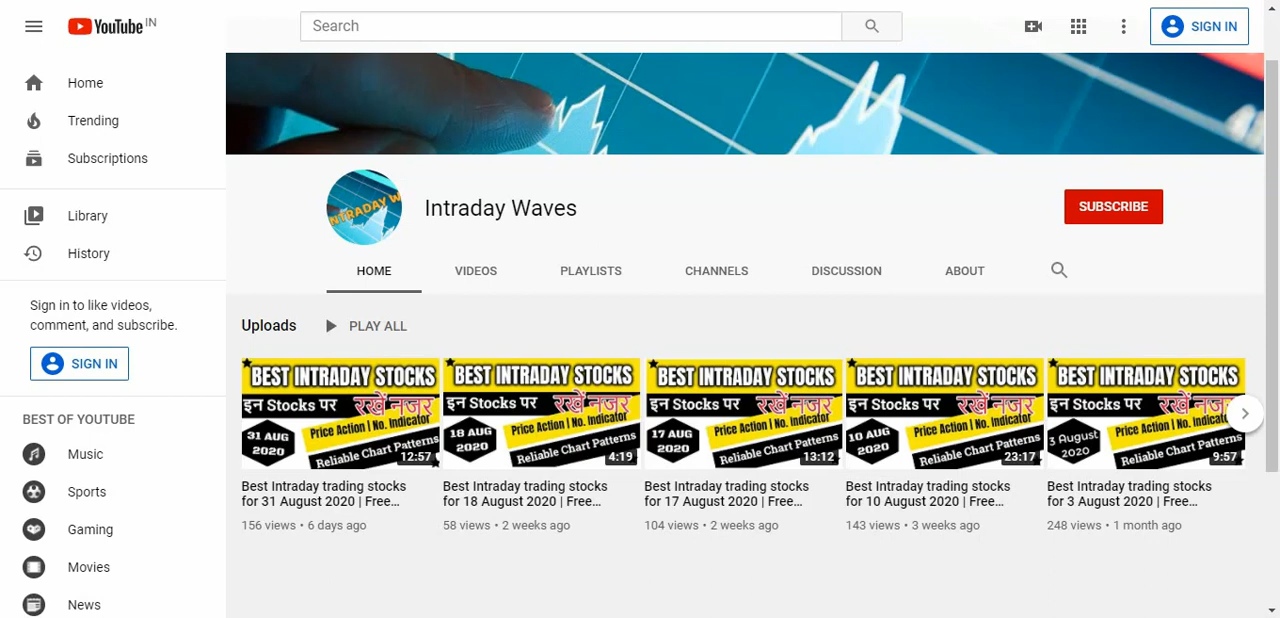 YouTube IN
Search
SIGN IN
Home
Trending
Subscriptions
Library
History
Sign in to like videos,
comment, and subscribe.
SIGN IN
BEST OF YOUTUBE
Music
Sports
Gaming
Movies
News
INTRADAY W
Intraday Waves
SUBSCRIBE
HOME VIDEOS PLAYLISTS CHANNELS DISCUSSION ABOUT
Uploads PLAY ALL
BEST INTRADAY STOCKS
इन Stocks पर रखें नजर
31 AUG
2020
Price Action | No. Indicator
Reliable Chart Patterns
12:57
Best Intraday trading stocks
for 31 August 2020 | Free...
156 views • 6 days ago
BEST INTRADAY STOCKS
इन Stocks पर रखें नजर
18 AUG
2020
Price Action | No. Indicator
Reliable Chart Patterns
4:19
Best Intraday trading stocks
for 18 August 2020 | Free...
58 views • 2 weeks ago
BEST INTRADAY STOCKS
इन Stocks पर रखें नजर
17 AUG
2020
Price Action | No. Indicator
Reliable Chart Patterns
13:12
Best Intraday trading stocks
for 17 August 2020 | Free...
104 views • 2 weeks ago
BEST INTRADAY STOCKS
इन Stocks पर रखें नजर
10 AUG
2020
Price Action | No. Indicator
Reliable Chart Patterns
23:17
Best Intraday trading stocks
for 10 August 2020 | Free...
143 views • 3 weeks ago
BEST INTRADAY STOCKS
इन Stocks पर रखें नजर
3 August
2020
Price Action | No. Indicator
Reliable Chart Patterns
9:57
Best Intraday trading stocks
for 3 August 2020 | Free...
248 views • 1 month ago